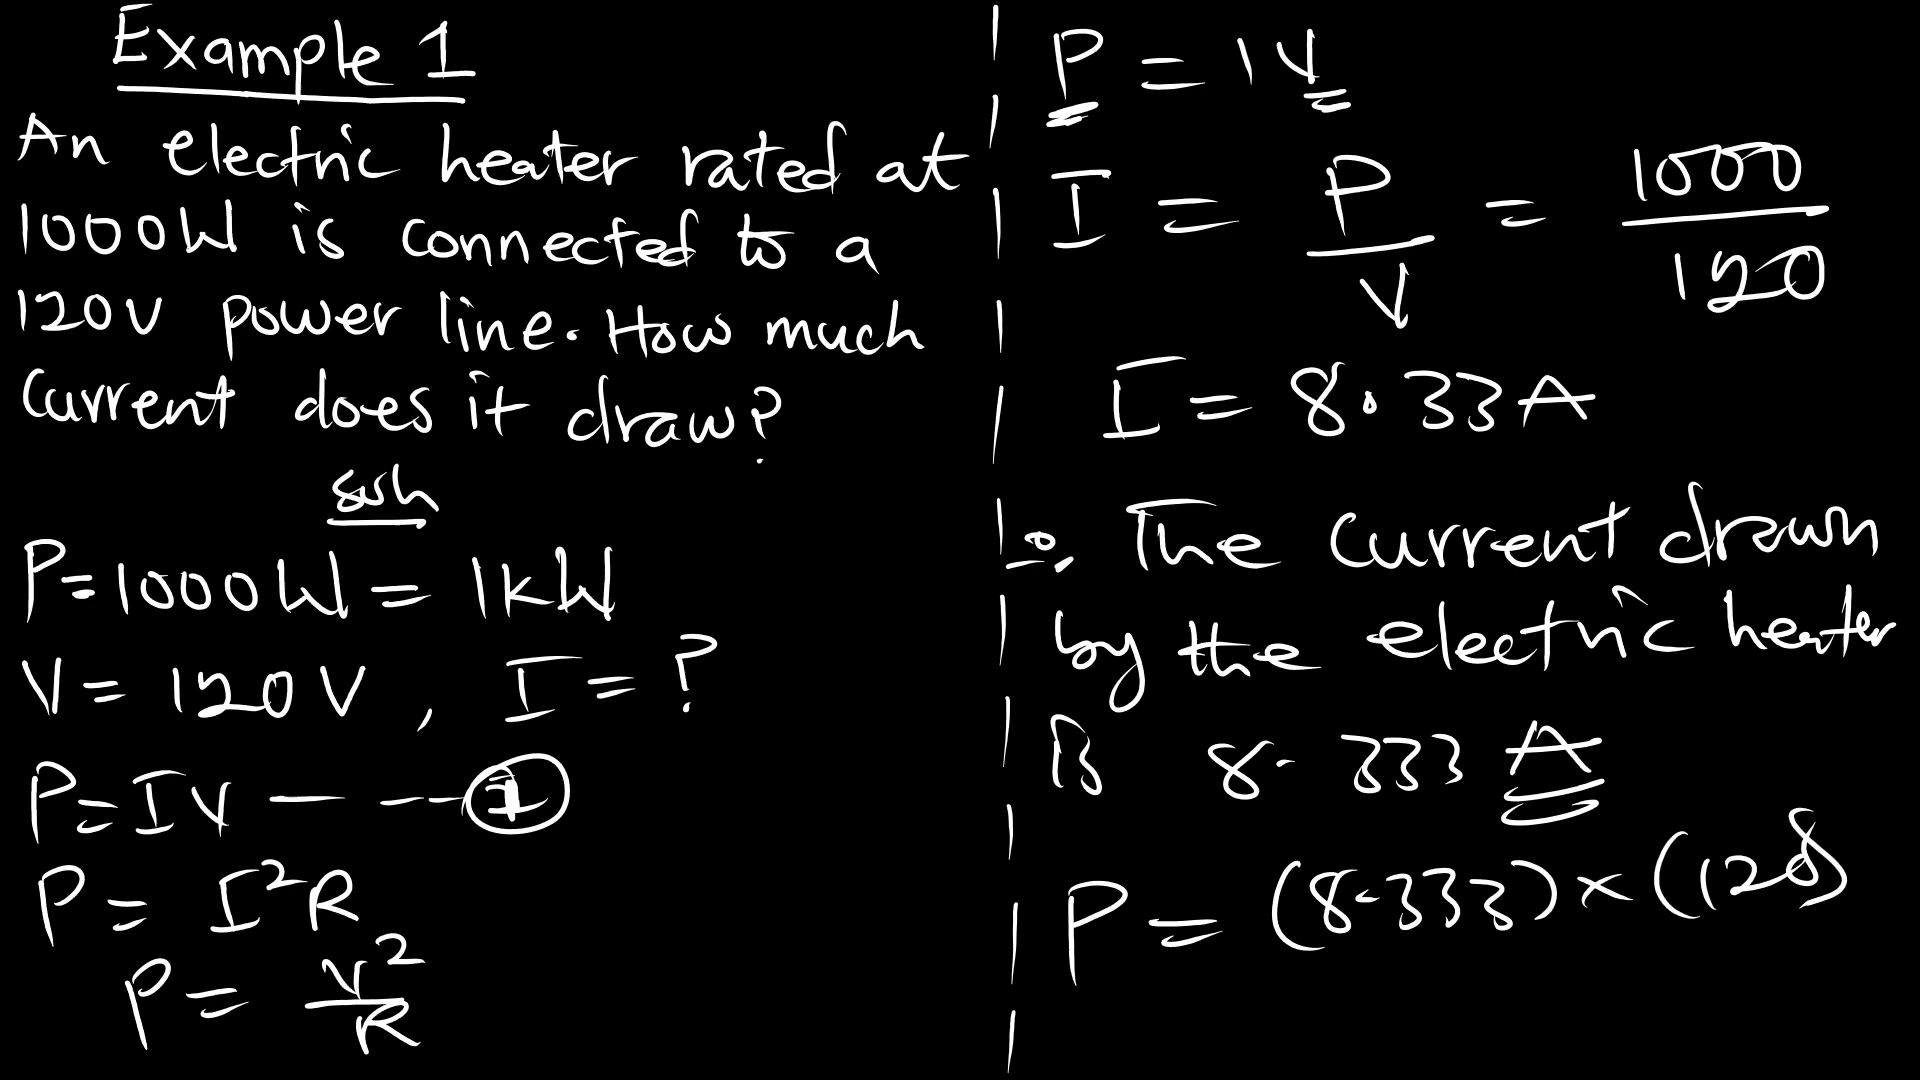 Example 1
An electric heater rated at
1000W is connected to a
120V power line. How much
current does it draw?
soln
P=1000W = 1kW
V= 120V, I = ?
P=IV — - - - ①
P= I²R
P= V²/R
P = IV
I = P/V = 1000/120
I = 8.33A
∴ The current drawn
by the electric heater
is 8.333 A
P= (8.333)×(120)